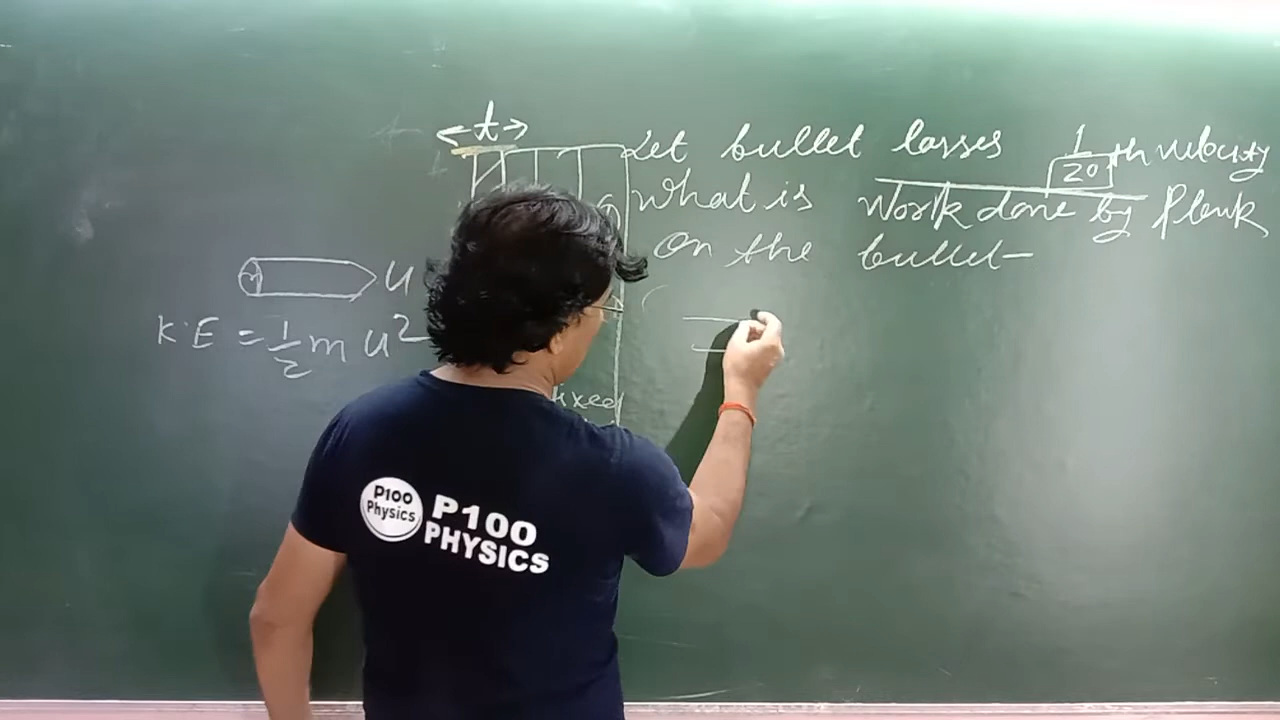 t
Let bullet losses 1/20 th velocity
What is Work done by Plank
on the bullet-
u
K.E = 1/2 m u²
P100
Physics
P100
PHYSICS